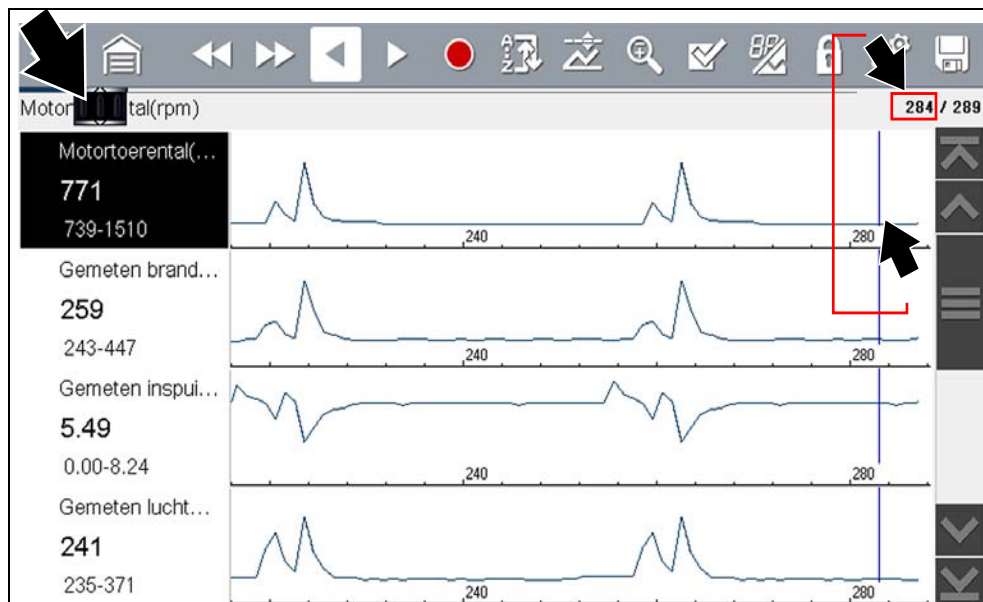 Motor tal(rpm)
284 / 289
Motortoerental(...
771
739-1510
240
280
Gemeten brand...
259
243-447
240
280
Gemeten inspui...
5.49
0.00-8.24
240
280
Gemeten lucht...
241
235-371
240
280